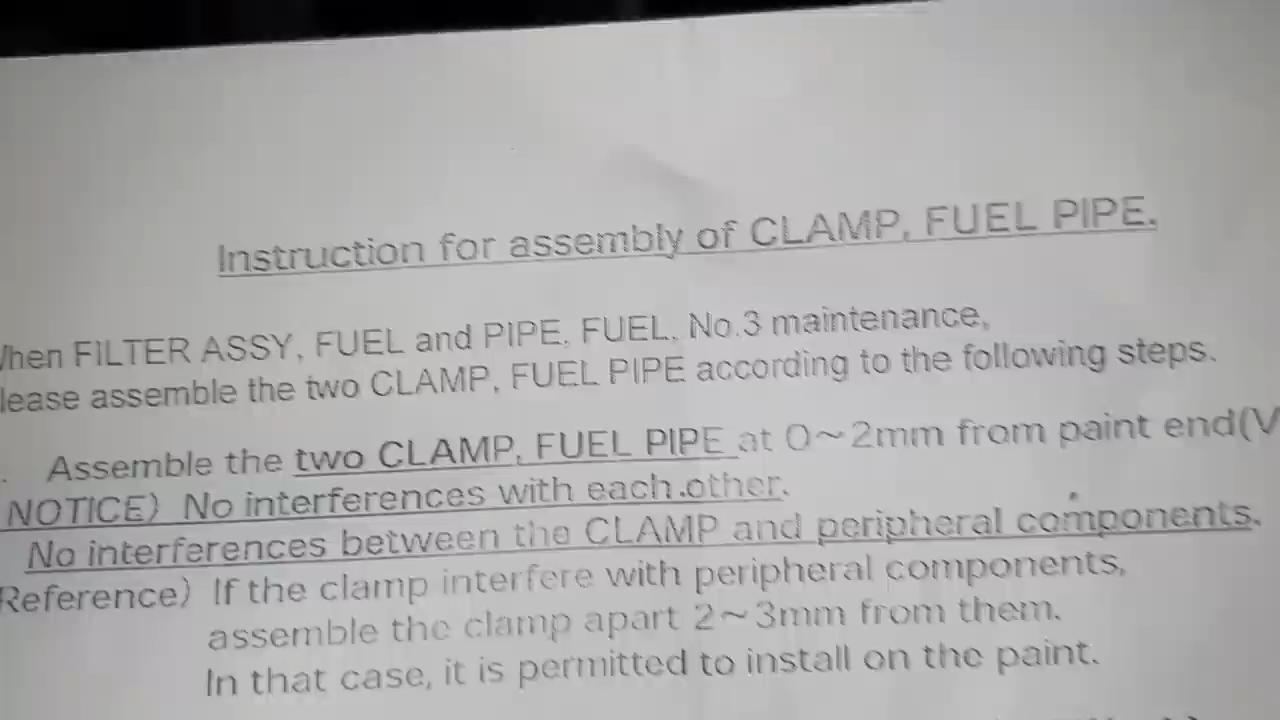 Instruction for assembly of CLAMP, FUEL PIPE.
hen FILTER ASSY, FUEL and PIPE, FUEL, No.3 maintenance,
lease assemble the two CLAMP, FUEL PIPE according to the following steps.
. Assemble the two CLAMP, FUEL PIPE at 0~2mm from paint end(V
NOTICE) No interferences with each.other.
No interferences between the CLAMP and peripheral components.
Reference) If the clamp interfere with peripheral components,
assemble the clamp apart 2~3mm from them.
In that case, it is permitted to install on the paint.